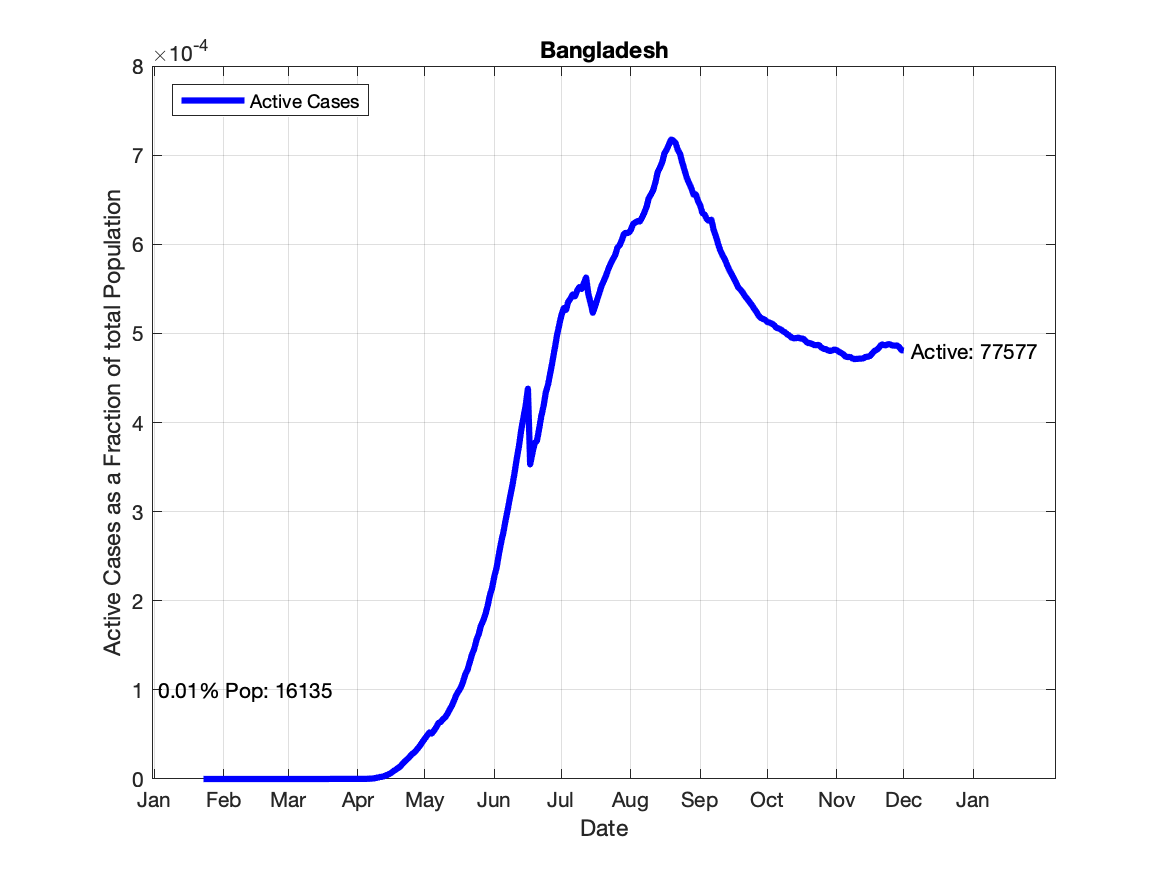 Bangladesh
×10-4
Active Cases
8
7
6
5
4
3
2
1
0
Active Cases as a Fraction of total Population
Active: 77577
0.01% Pop: 16135
Jan Feb Mar Apr May Jun Jul Aug Sep Oct Nov Dec Jan
Date